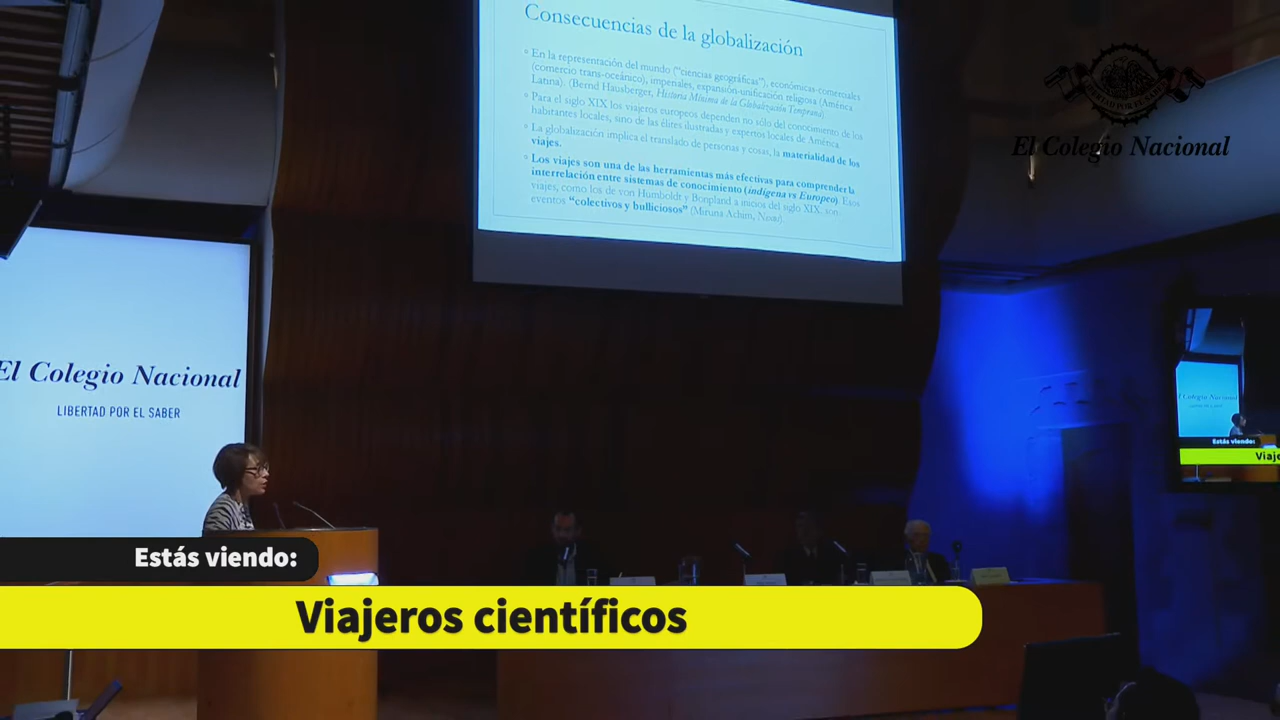 Consecuencias de la globalización
En la representación del mundo ("ciencias geográficas"), económicas-comerciales
(comercio trans-oceánico), imperiales, expansión-unificación religiosa (América
Latina). (Bernd Hausberger, Historia Mínima de la Globalización Temprana)
Para el siglo XIX los viajeros europeos dependen no sólo del conocimiento de los
habitantes locales, sino de las élites ilustradas y expertos locales de América.
La globalización implica el translado de personas y cosas, la materialidad de los
viajes.
Los viajes son una de las herramientas más efectivas para comprender la
interrelación entre sistemas de conocimiento (indígena vs Europeo). Esos
viajes, como los de von Humboldt y Bonpland a inicios del siglo XIX, son
eventos "colectivos y bulliciosos" (Miruna Achim,
El Colegio Nacional
El Colegio Nacional
LIBERTAD POR EL SABER
El Colegio Nacional
Estás viendo:
Viaje
Estás viendo:
Viajeros científicos